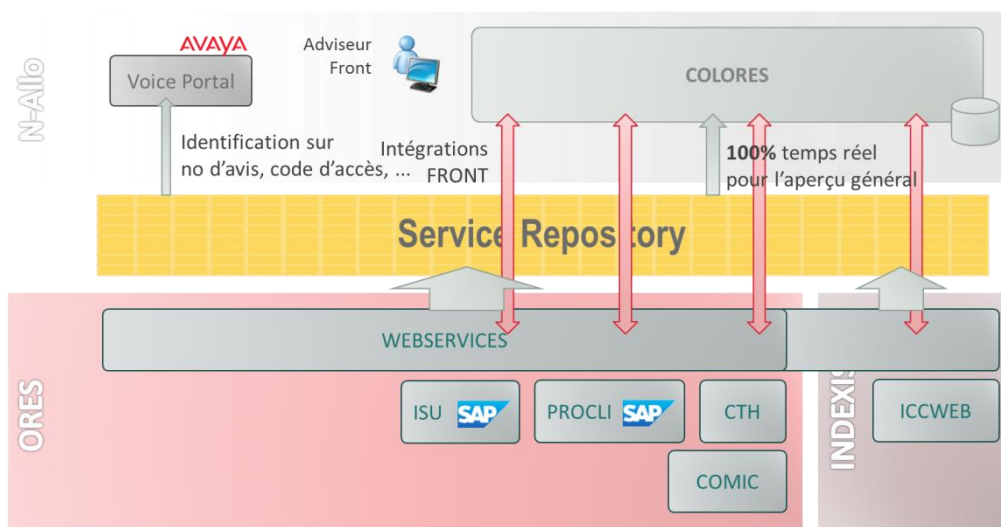 N-Allo
AVAYA
Voice Portal
Adviseur
Front
COLORES
Identification sur
no d'avis, code d'accès, ...
Intégrations
FRONT
100% temps réel
pour l'aperçu général
Service Repository
ORES
WEBSERVICES
INDEXIS
ISU SAP
PROCLI SAP
CTH
ICCWEB
COMIC